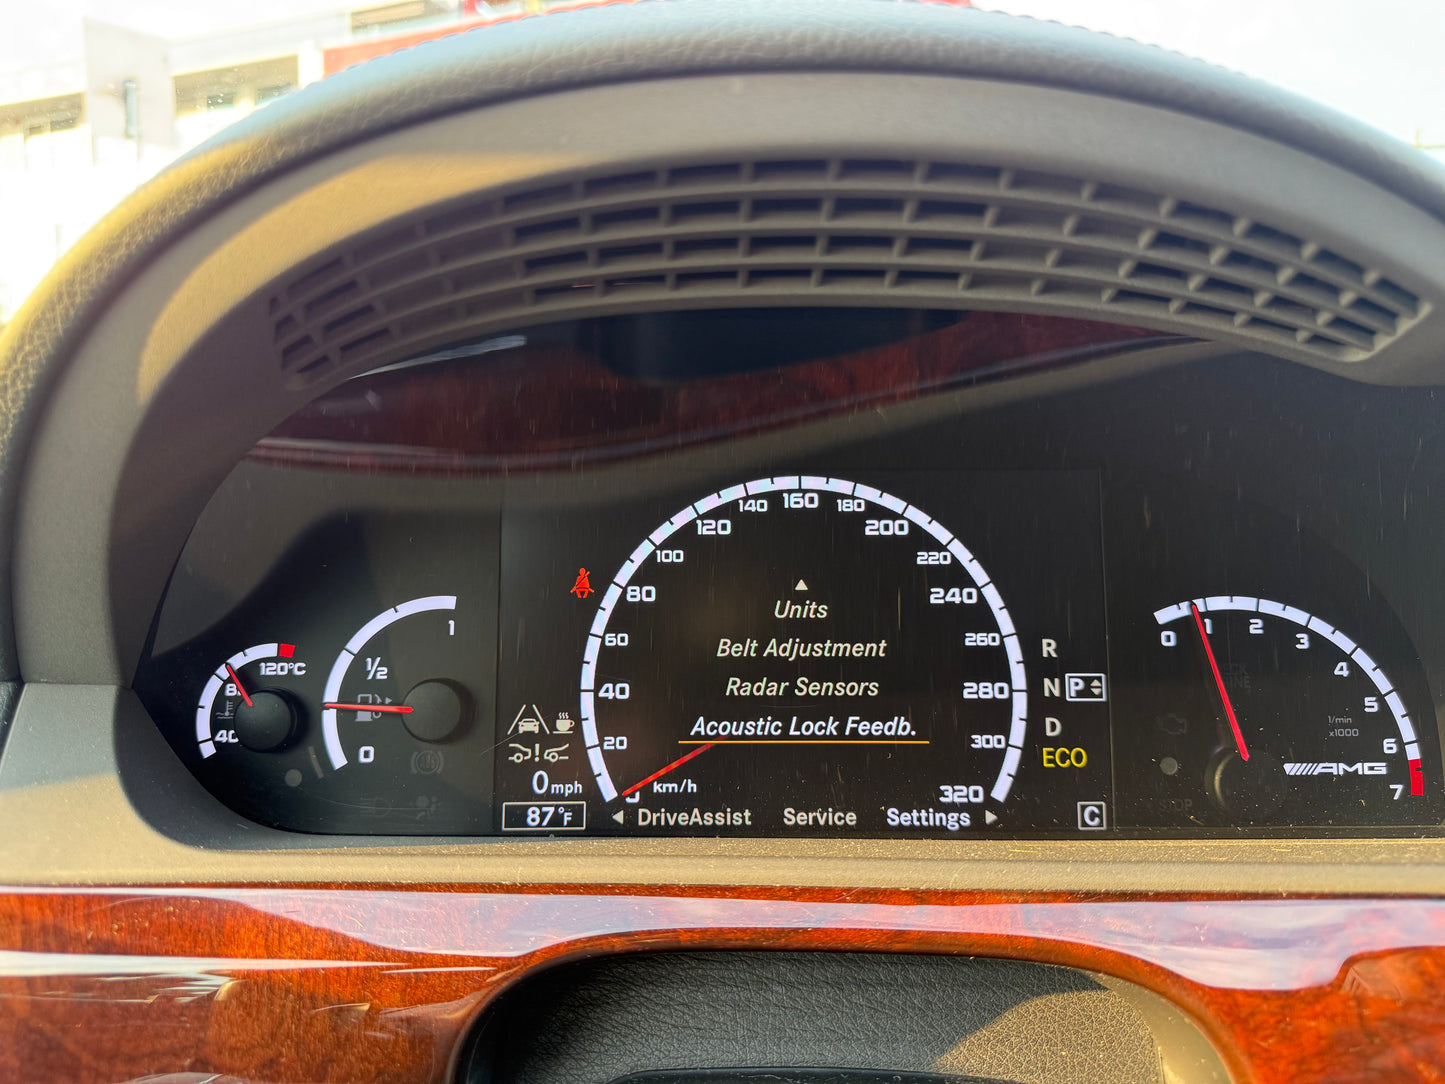 140 160 180
120 200
100 220
80 240
60 260
40 280
20 300
320
km/h
Units
Belt Adjustment
Radar Sensors
Acoustic Lock Feedb.
DriveAssist Service Settings
0mph
87°F
R
N P
D
ECO
C
120°C
40
1
1/2
0
0 1 2 3 4 5 6 7
1/min
x1000
AMG
STOP